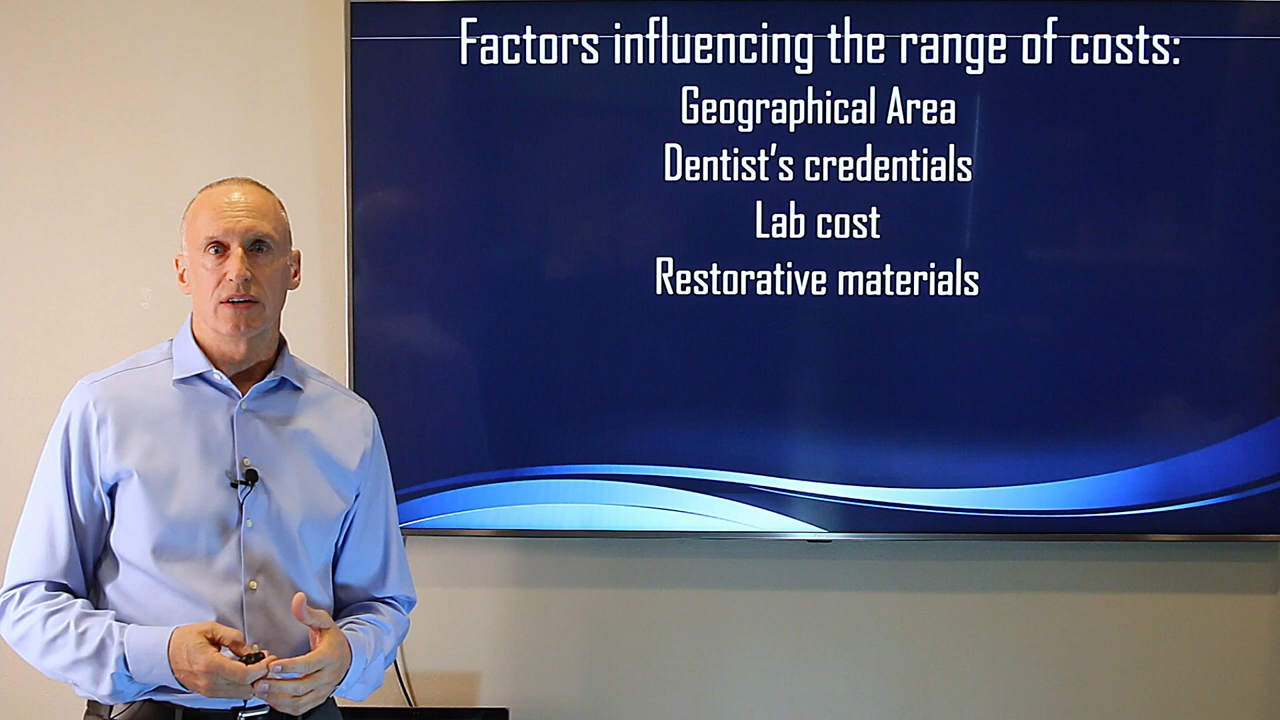 Factors influencing the range of costs:
Geographical Area
Dentist's credentials
Lab cost
Restorative materials